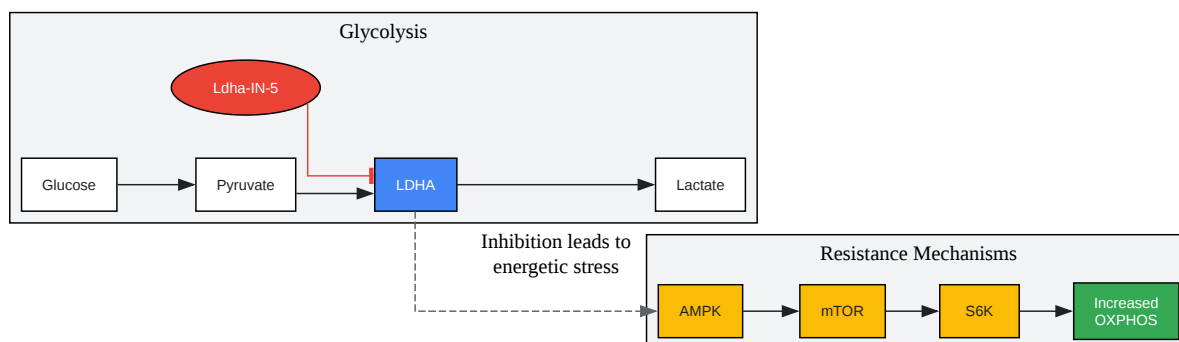 Glycolysis
Ldha-IN-5
Glucose
Pyruvate
LDHA
Lactate
Inhibition leads to
energetic stress
Resistance Mechanisms
AMPK
mTOR
S6K
Increased
OXPHOS